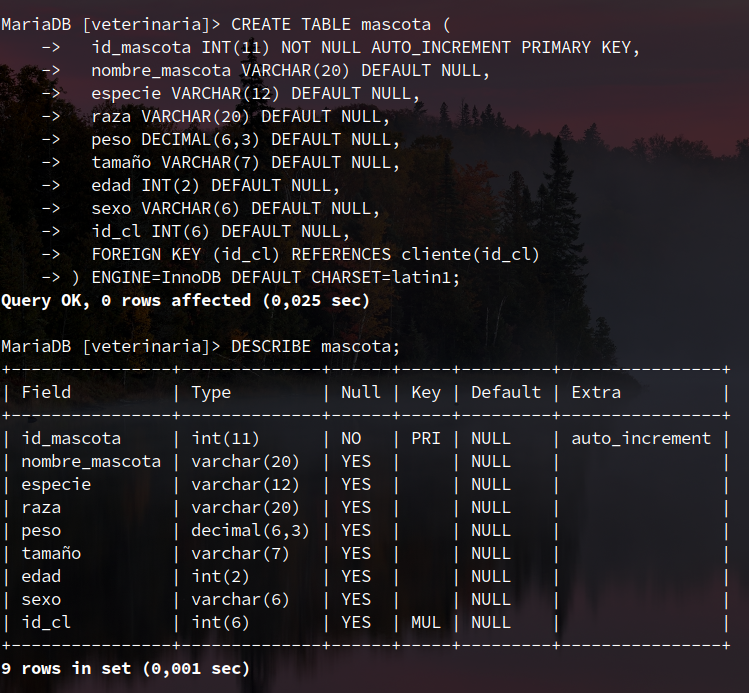 MariaDB [veterinaria]> CREATE TABLE mascota (
    ->   id_mascota INT(11) NOT NULL AUTO_INCREMENT PRIMARY KEY,
    ->   nombre_mascota VARCHAR(20) DEFAULT NULL,
    ->   especie VARCHAR(12) DEFAULT NULL,
    ->   raza VARCHAR(20) DEFAULT NULL,
    ->   peso DECIMAL(6,3) DEFAULT NULL,
    ->   tamaño VARCHAR(7) DEFAULT NULL,
    ->   edad INT(2) DEFAULT NULL,
    ->   sexo VARCHAR(6) DEFAULT NULL,
    ->   id_cl INT(6) DEFAULT NULL,
    ->   FOREIGN KEY (id_cl) REFERENCES cliente(id_cl)
    -> ) ENGINE=InnoDB DEFAULT CHARSET=latin1;
Query OK, 0 rows affected (0,025 sec)

MariaDB [veterinaria]> DESCRIBE mascota;
+----------------+--------------+------+-----+---------+----------------+
| Field          | Type         | Null | Key | Default | Extra          |
+----------------+--------------+------+-----+---------+----------------+
| id_mascota     | int(11)      | NO   | PRI | NULL    | auto_increment |
| nombre_mascota | varchar(20)  | YES  |     | NULL    |                |
| especie        | varchar(12)  | YES  |     | NULL    |                |
| raza           | varchar(20)  | YES  |     | NULL    |                |
| peso           | decimal(6,3) | YES  |     | NULL    |                |
| tamaño         | varchar(7)   | YES  |     | NULL    |                |
| edad           | int(2)       | YES  |     | NULL    |                |
| sexo           | varchar(6)   | YES  |     | NULL    |                |
| id_cl          | int(6)       | YES  | MUL | NULL    |                |
+----------------+--------------+------+-----+---------+----------------+
9 rows in set (0,001 sec)